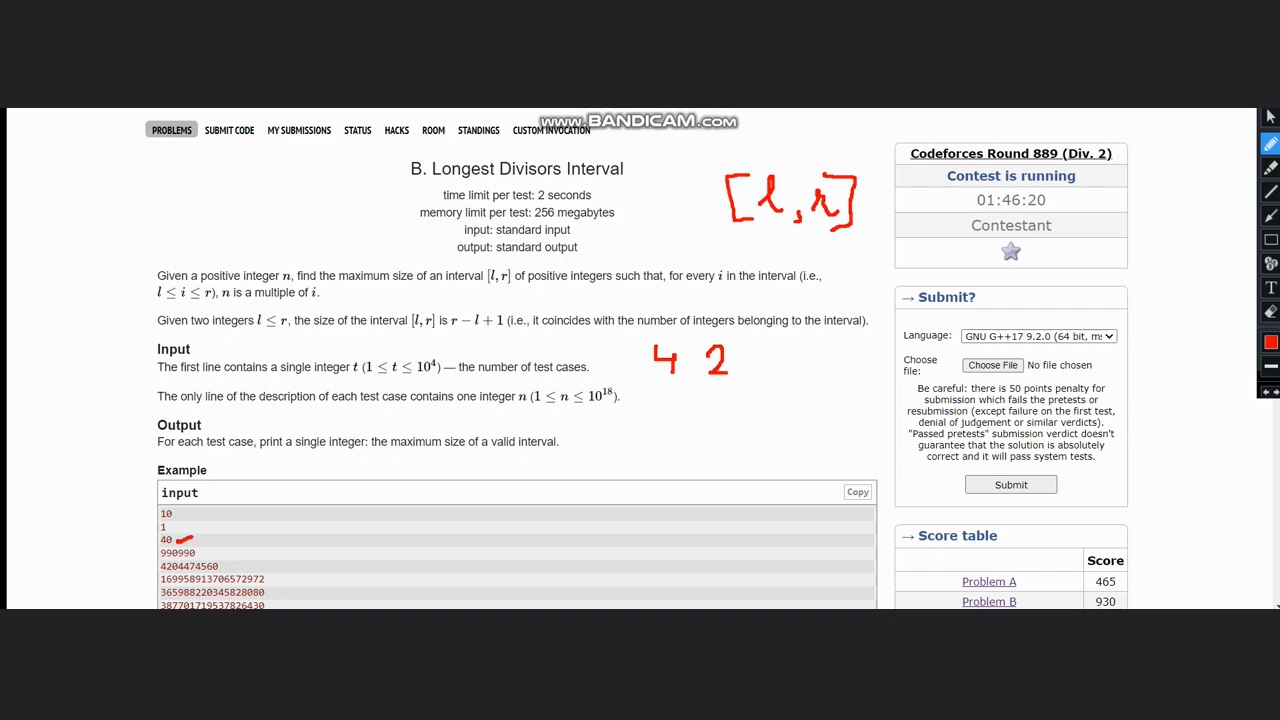 WWW.BANDICAM.COM
PROBLEMS SUBMIT CODE MY SUBMISSIONS STATUS HACKS ROOM STANDINGS CUSTOM INVOCATION
B. Longest Divisors Interval
time limit per test: 2 seconds
memory limit per test: 256 megabytes
input: standard input
output: standard output
[l,r]
Given a positive integer n, find the maximum size of an interval [l, r] of positive integers such that, for every i in the interval (i.e.,
l ≤ i ≤ r), n is a multiple of i.
Given two integers l ≤ r, the size of the interval [l, r] is r − l + 1 (i.e., it coincides with the number of integers belonging to the interval).
Input
The first line contains a single integer t (1 ≤ t ≤ 10⁴) — the number of test cases.
4 2
The only line of the description of each test case contains one integer n (1 ≤ n ≤ 10¹⁸).
Output
For each test case, print a single integer: the maximum size of a valid interval.
Example
input
Copy
10
1
40
990990
4204474560
169958913706572972
365988220345828080
387701719537826430
Codeforces Round 889 (Div. 2)
Contest is running
01:46:20
Contestant
→ Submit?
Language: GNU G++17 9.2.0 (64 bit, ms
Choose file: Choose File No file chosen
Be careful: there is 50 points penalty for
submission which fails the pretests or
resubmission (except failure on the first test,
denial of judgement or similar verdicts).
"Passed pretests" submission verdict doesn't
guarantee that the solution is absolutely
correct and it will pass system tests.
Submit
→ Score table
Score
Problem A 465
Problem B 930
T